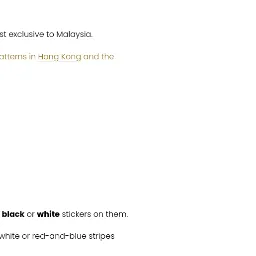 st exclusive to Malaysia.
atterns in Hong Kong and the
black or white stickers on them.
white or red-and-blue stripes